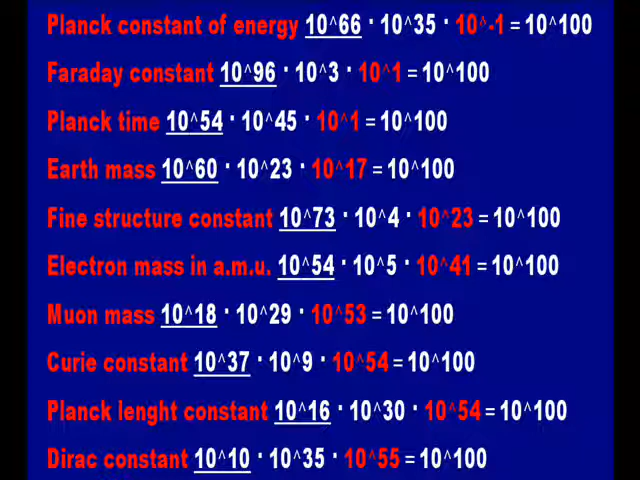 Planck constant of energy 10^66 · 10^35 · 10^-1 = 10^100
Faraday constant 10^96 · 10^3 · 10^1 = 10^100
Planck time 10^54 · 10^45 · 10^1 = 10^100
Earth mass 10^60 · 10^23 · 10^17 = 10^100
Fine structure constant 10^73 · 10^4 · 10^23 = 10^100
Electron mass in a.m.u. 10^54 · 10^5 · 10^41 = 10^100
Muon mass 10^18 · 10^29 · 10^53 = 10^100
Curie constant 10^37 · 10^9 · 10^54 = 10^100
Planck lenght constant 10^16 · 10^30 · 10^54 = 10^100
Dirac constant 10^10 · 10^35 · 10^55 = 10^100